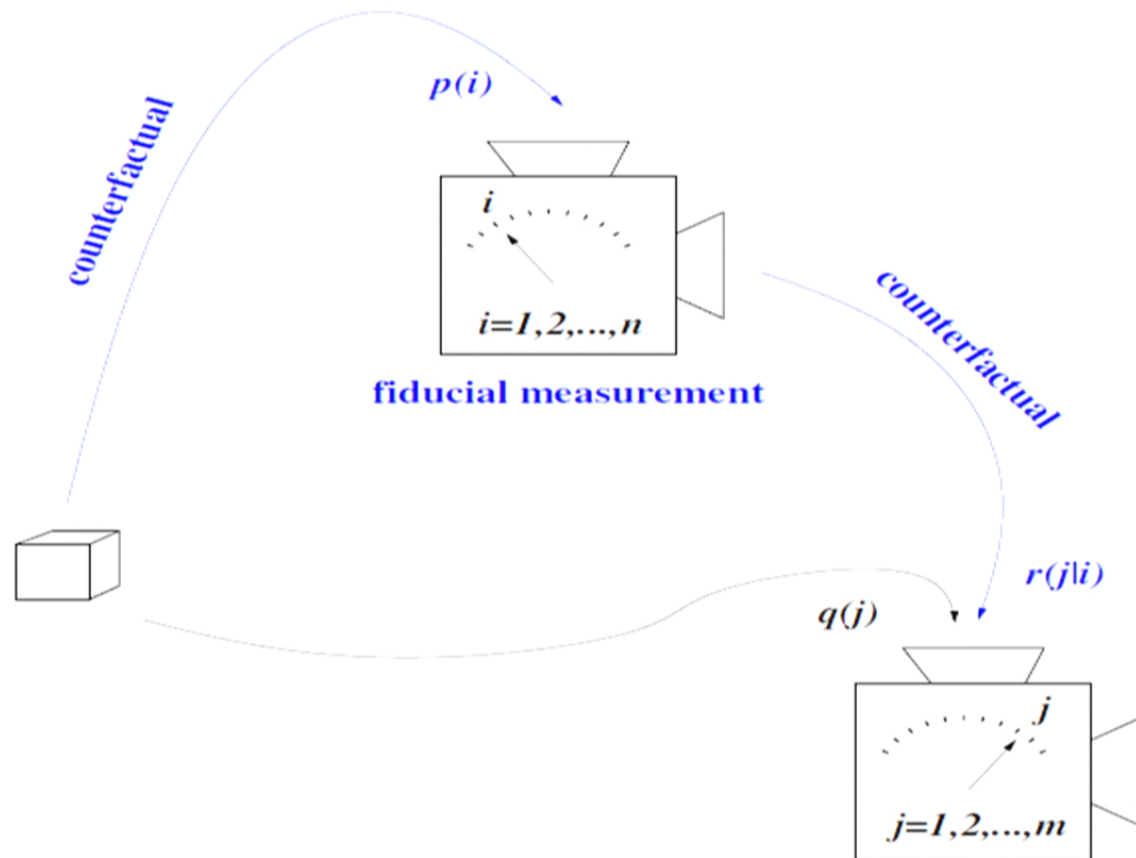 p(i)
counterfactual
i
i=1,2,...,n
fiducial measurement
counterfactual
r(j|i)
q(j)
j
j=1,2,...,m